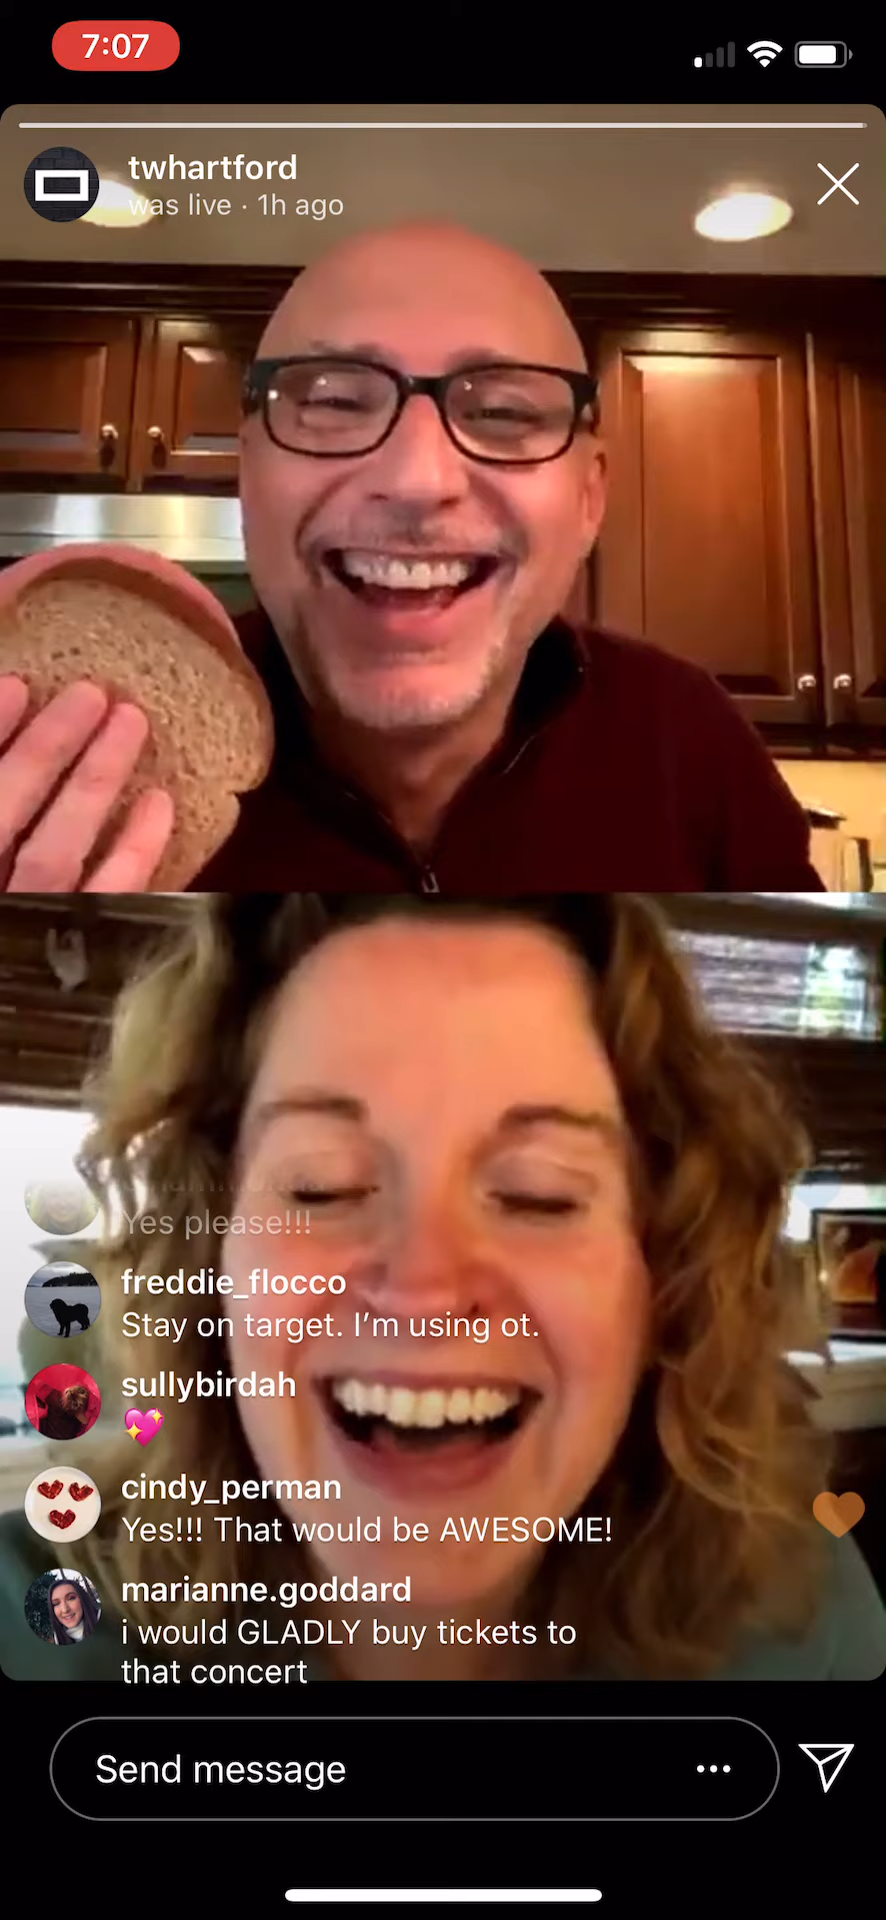 7:07
twhartford
was live · 1h ago
Yes please!!!
freddie_flocco
Stay on target. I’m using ot.
sullybirdah
💖
cindy_perman
Yes!!! That would be AWESOME!
marianne.goddard
i would GLADLY buy tickets to
that concert
Send message